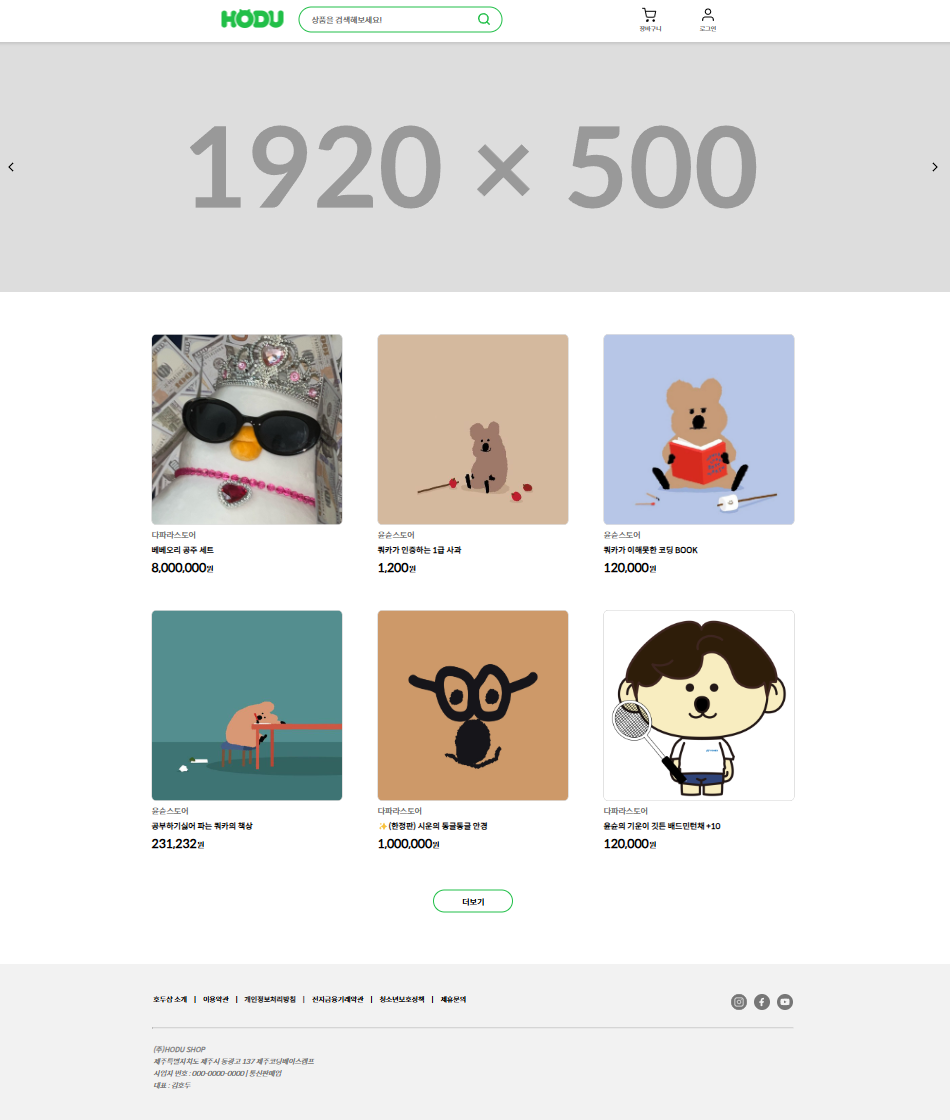 HODU
상품을 검색해보세요!
장바구니
로그인
1920 × 500
다파라스토어
베베오리 공주 세트
8,000,000원
윤슨스토어
쿼카가 인증하는 1급 사과
1,200원
윤슨스토어
쿼카가 이해못한 코딩 BOOK
120,000원
윤슨스토어
공부하기싫어 파는 쿼카의 책상
231,232원
다파라스토어
✨(한정판) 시운의 동글동글 안경
1,000,000원
다파라스토어
윤슨의 기운이 깃든 배드민턴채 +10
120,000원
더보기
호두샵 소개 | 이용약관 | 개인정보처리방침 | 전자금융거래약관 | 청소년보호정책 | 제휴문의
(주)HODU SHOP
제주특별자치도 제주시 동광고 137 제주코딩베이스캠프
사업자 번호 : 000-0000-0000 | 통신판매업
대표 : 김호두